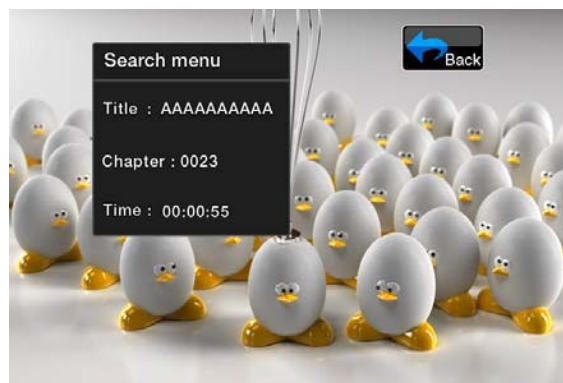 Search menu
Back
Title : AAAAAAAAAA
Chapter : 0023
Time : 00:00:55